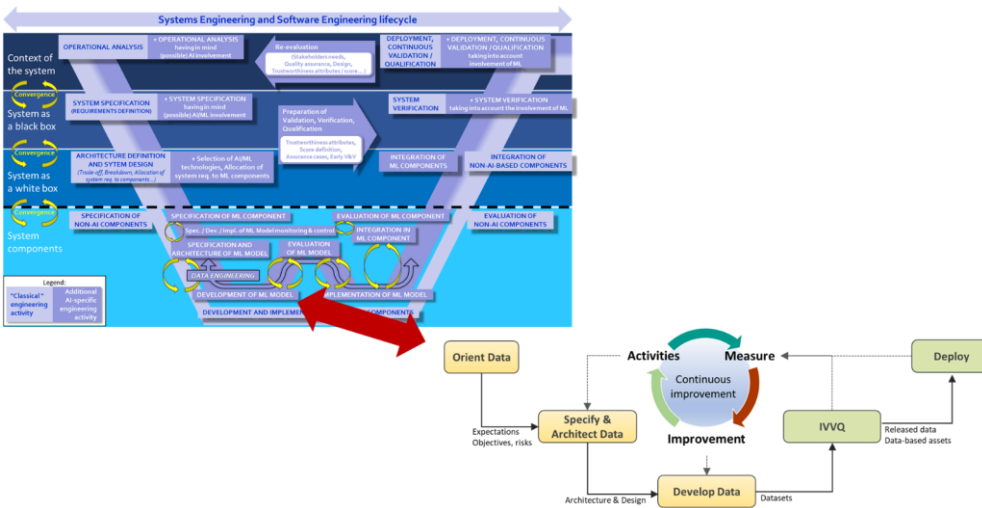 Systems Engineering and Software Engineering lifecycle
Context of
the system
Convergence
System as
a black box
Convergence
System as
a white box
Convergence
System
components
OPERATIONAL ANALYSIS
+ OPERATIONAL ANALYSIS
having in mind
(possible) AI involvement
Re-evaluation
(Stakeholders needs,
Quality assurance, Design,
Trustworthiness attributes/score...)
DEPLOYMENT,
CONTINUOUS
VALIDATION /
QUALIFICATION
+ DEPLOYMENT, CONTINUOUS
VALIDATION / QUALIFICATION
taking into account
involvement of ML
SYSTEM SPECIFICATION
(REQUIREMENTS DEFINITION)
+ SYSTEM SPECIFICATION
having in mind
(possible) AI/ML involvement
Preparation of
Validation, Verification,
Qualification
Trustworthiness attributes,
Score definition,
Assurance cases, Early V&V
SYSTEM
VERIFICATION
+ SYSTEM VERIFICATION
taking into account the involvement of ML
ARCHITECTURE DEFINITION
AND SYTEM DESIGN
(Trade-off, Breakdown, Allocation of
system req. to components...)
+ Selection of AI/ML
technologies, Allocation of
system req. to ML components
INTEGRATION OF
ML COMPONENTS
INTEGRATION OF
NON-AI-BASED COMPONENTS
SPECIFICATION OF
NON-AI COMPONENTS
SPECIFICATION OF ML COMPONENT
EVALUATION OF ML COMPONENT
EVALUATION OF
NON-AI COMPONENTS
Spec. / Dev. / Impl. of ML Model monitoring & control
INTEGRATION IN
ML COMPONENT
SPECIFICATION AND
ARCHITECTURE OF ML MODEL
EVALUATION
OF ML MODEL
DATA ENGINEERING
DEVELOPMENT OF ML MODEL
IMPLEMENTATION OF ML MODEL
DEVELOPMENT AND IMPLEME
COMPONENTS
Legend:
"Classical"
engineering
activity
Additional
AI-specific
engineering
activity
Orient Data
Expectations
Objectives, risks
Specify &
Architect Data
Architecture & Design
Develop Data
Datasets
Activities
Measure
Continuous
improvement
Improvement
IVVQ
Released data
Data-based assets
Deploy